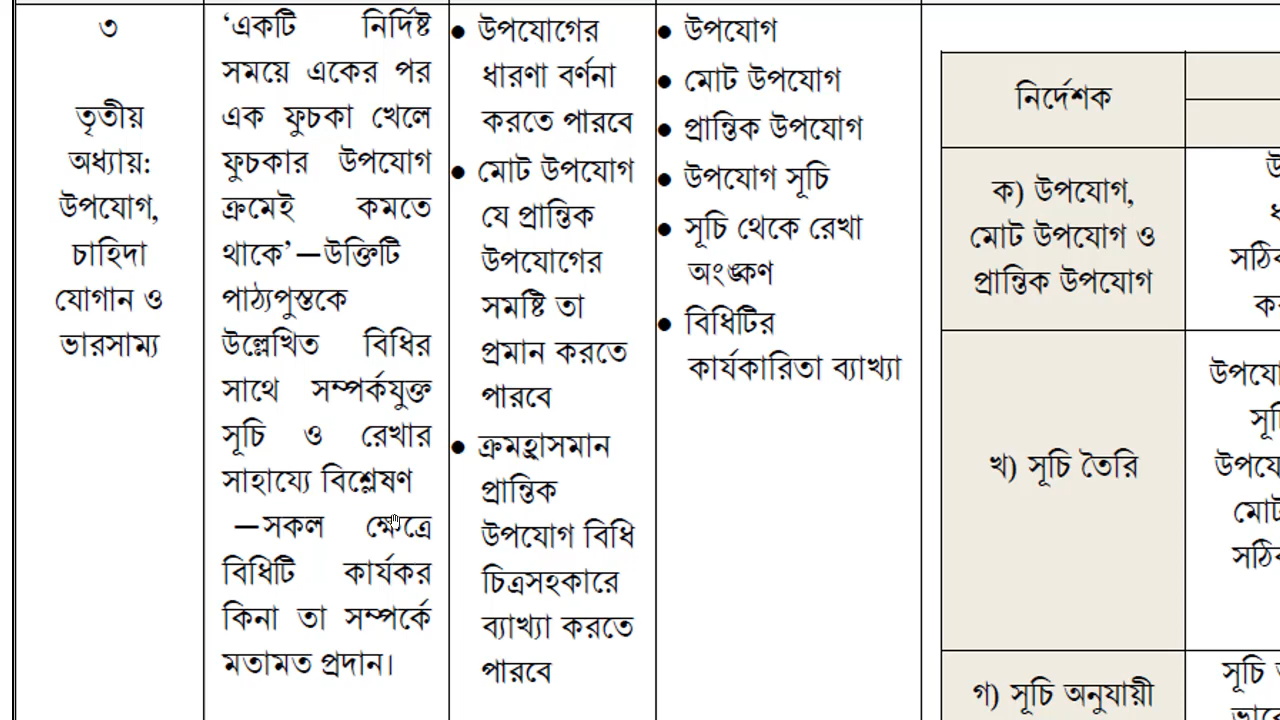 ৩
তৃতীয়
অধ্যায়:
উপযোগ,
চাহিদা
যোগান ও
ভারসাম্য
‘একটি নির্দিষ্ট
সময়ে একের পর
এক ফুচকা খেলে
ফুচকার উপযোগ
ক্রমেই কমতে
থাকে’—উক্তিটি
পাঠ্যপুস্তকে
উল্লেখিত বিধির
সাথে সম্পর্কযুক্ত
সূচি ও রেখার
সাহায্যে বিশ্লেষণ
—সকল ক্ষেত্রে
বিধিটি কার্যকর
কিনা তা সম্পর্কে
মতামত প্রদান।
● উপযোগের
ধারণা বর্ণনা
করতে পারবে
● মোট উপযোগ
যে প্রান্তিক
উপযোগের
সমষ্টি তা
প্রমান করতে
পারবে
● ক্রমহ্রাসমান
প্রান্তিক
উপযোগ বিধি
চিত্রসহকারে
ব্যাখ্যা করতে
পারবে
● উপযোগ
● মোট উপযোগ
● প্রান্তিক উপযোগ
● উপযোগ সূচি
● সূচি থেকে রেখা
অংঙ্কণ
● বিধিটির
কার্যকারিতা ব্যাখ্যা
নির্দেশক
ক) উপযোগ,
মোট উপযোগ ও
প্রান্তিক উপযোগ
খ) সূচি তৈরি
মোট
গ) সূচি অনুযায়ী
সূচি